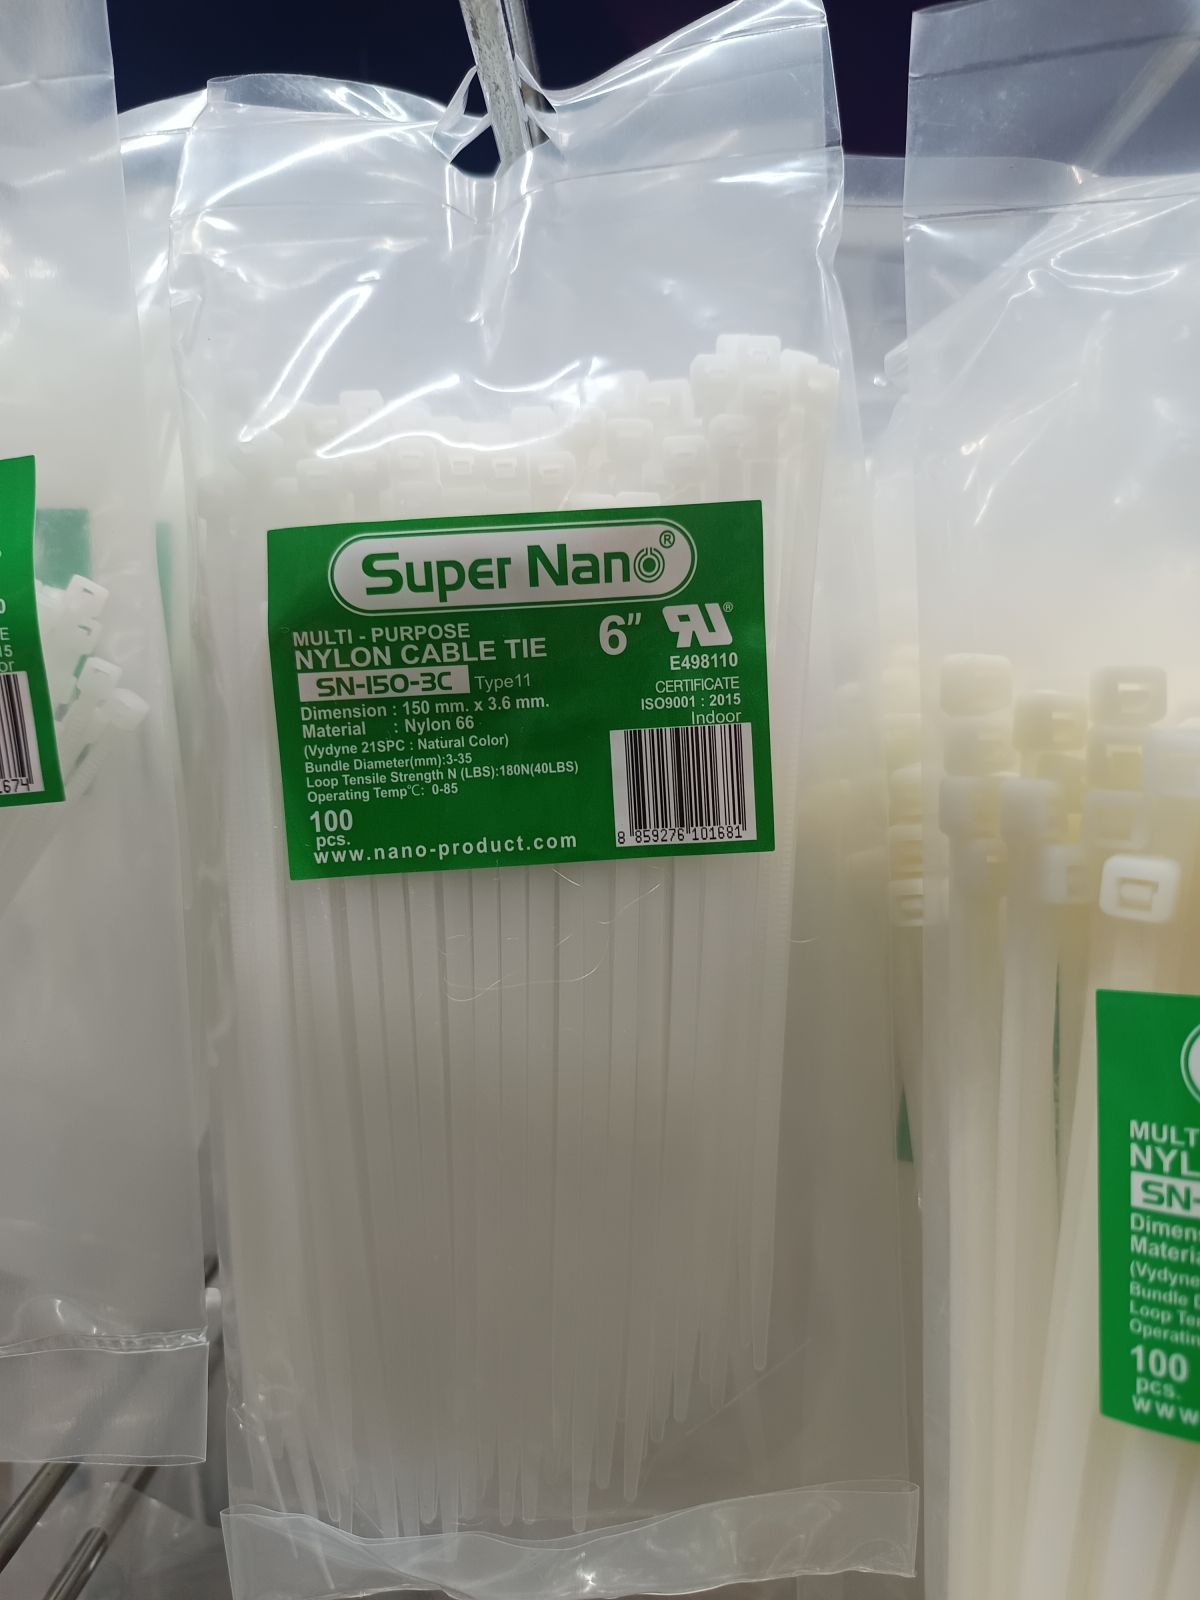 Super Nano®
MULTI - PURPOSE
NYLON CABLE TIE
6”
RU®
E498110
SN-150-3C Type11
CERTIFICATE
ISO9001 : 2015
Indoor
Dimension : 150 mm. x 3.6 mm.
Material : Nylon 66
(Vydyne 21SPC : Natural Color)
Bundle Diameter(mm):3-35
Loop Tensile Strength N (LBS):180N(40LBS)
Operating Temp℃: 0-85
100
pcs.
www.nano-product.com
8 859276 101681
SN-
100
pcs.